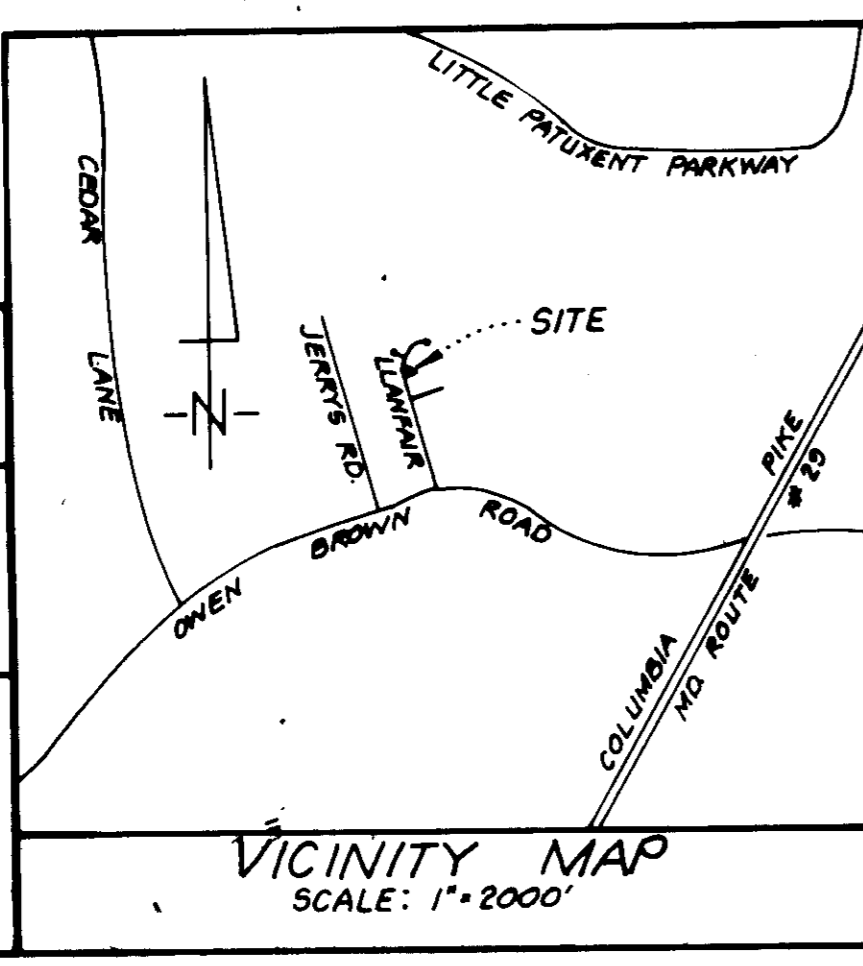 LITTLE PATUXENT PARKWAY
CEDAR LANE
SITE
JERRYS RD.
LLANFAIR
PIKE
# 29
OWEN BROWN ROAD
COLUMBIA
MD. ROUTE
-N-
VICINITY MAP
SCALE: 1"=2000'